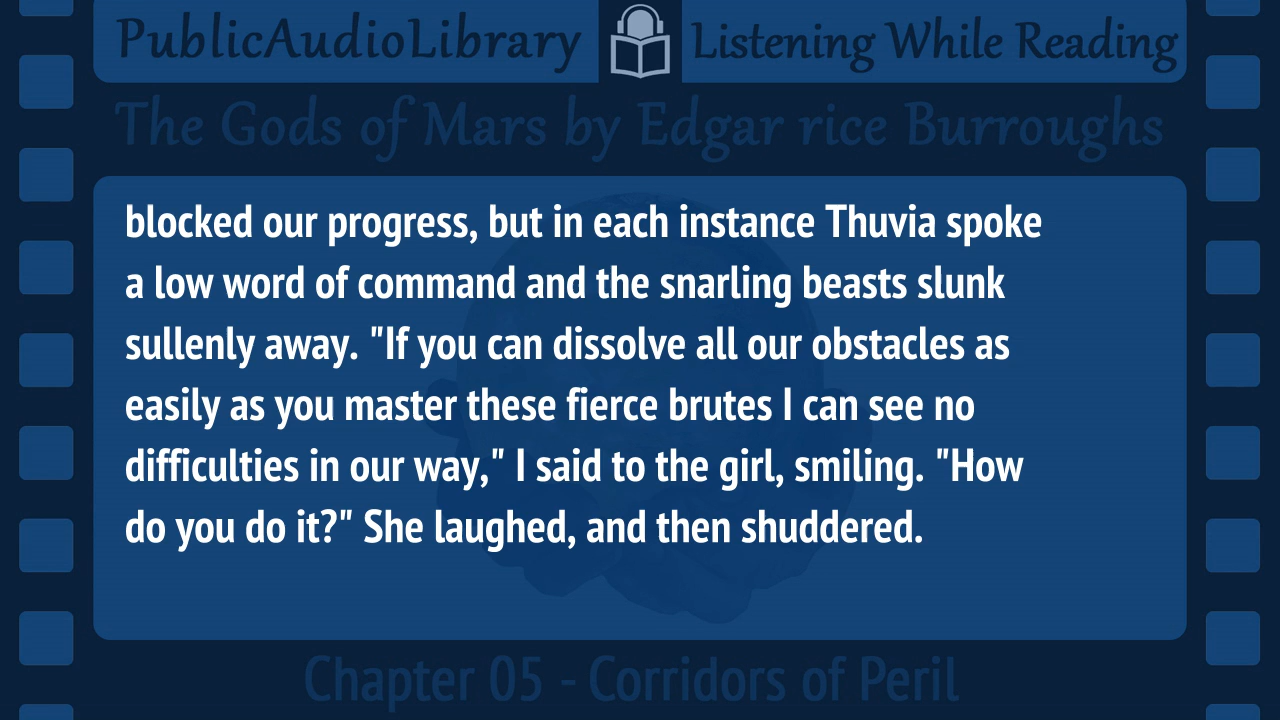 PublicAudioLibrary Listening While Reading
The Gods of Mars by Edgar rice Burroughs
blocked our progress, but in each instance Thuvia spoke
a low word of command and the snarling beasts slunk
sullenly away. "If you can dissolve all our obstacles as
easily as you master these fierce brutes I can see no
difficulties in our way," I said to the girl, smiling. "How
do you do it?" She laughed, and then shuddered.
Chapter 05 - Corridors of Peril